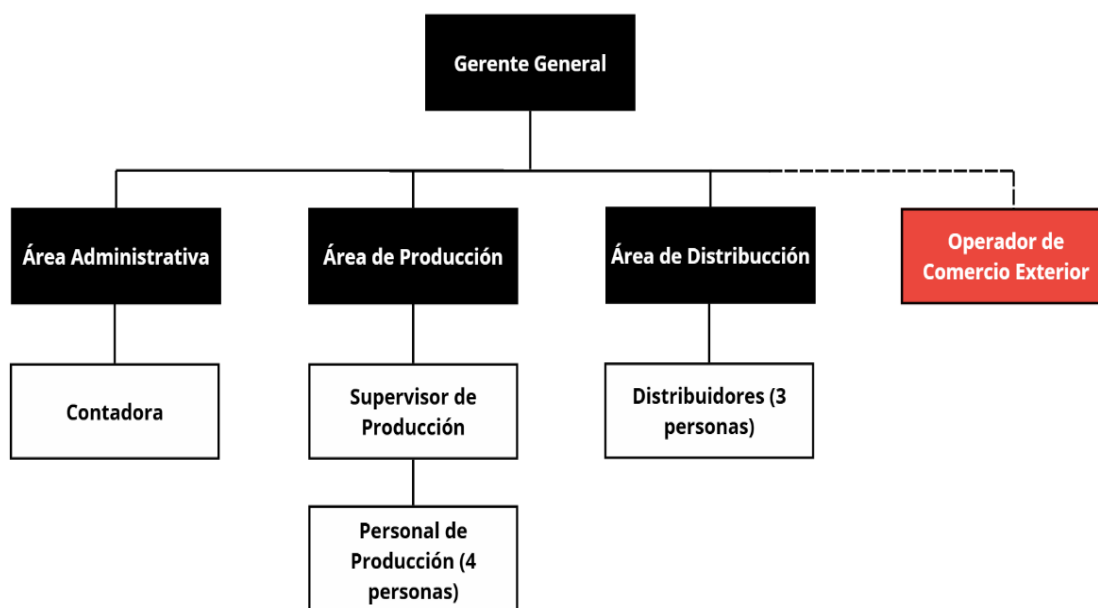 Gerente General
Área Administrativa
Área de Producción
Área de Distribucción
Operador de
Comercio Exterior
Contadora
Supervisor de
Producción
Distribuidores (3
personas)
Personal de
Producción (4
personas)